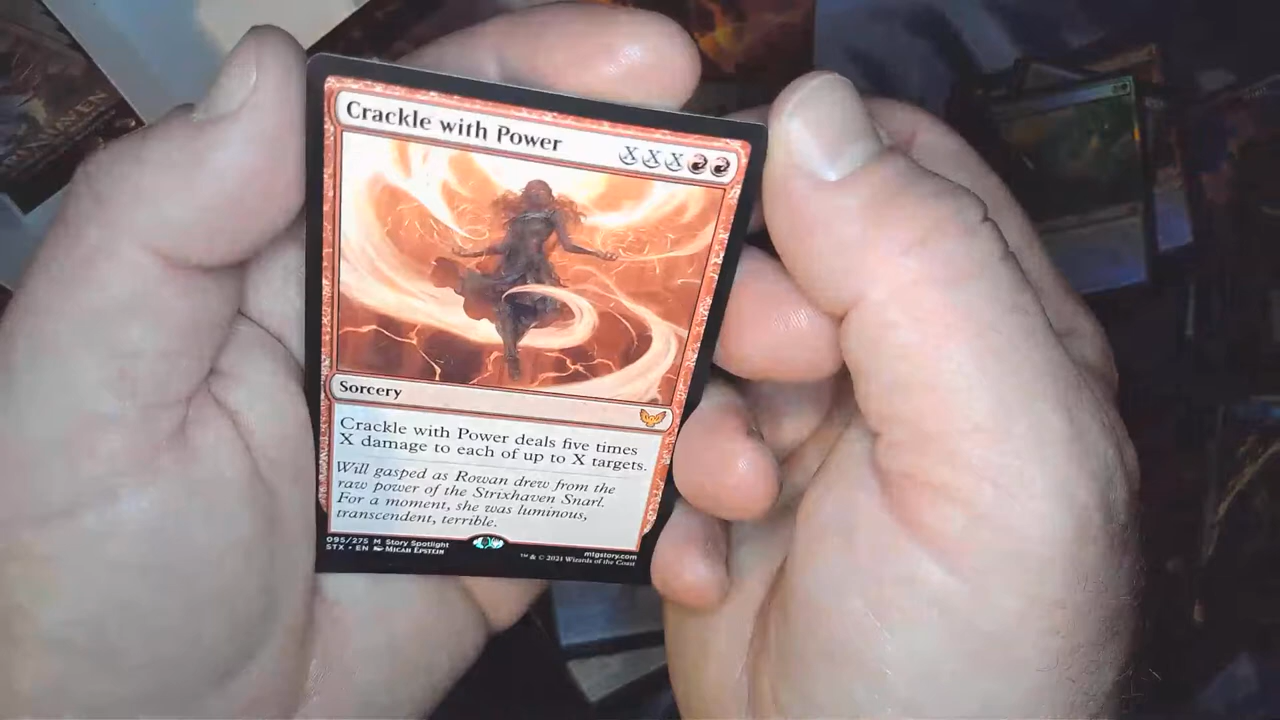 Crackle with Power
XXX
Sorcery
Crackle with Power deals five times
X damage to each of up to X targets.
Will gasped as Rowan drew from the
raw power of the Strixhaven Snarl.
For a moment, she was luminous,
transcendent, terrible.
095/275 M Story Spotlight
STX • EN Micah Epstein
mtgstory.com
™ & © 2021 Wizards of the Coast